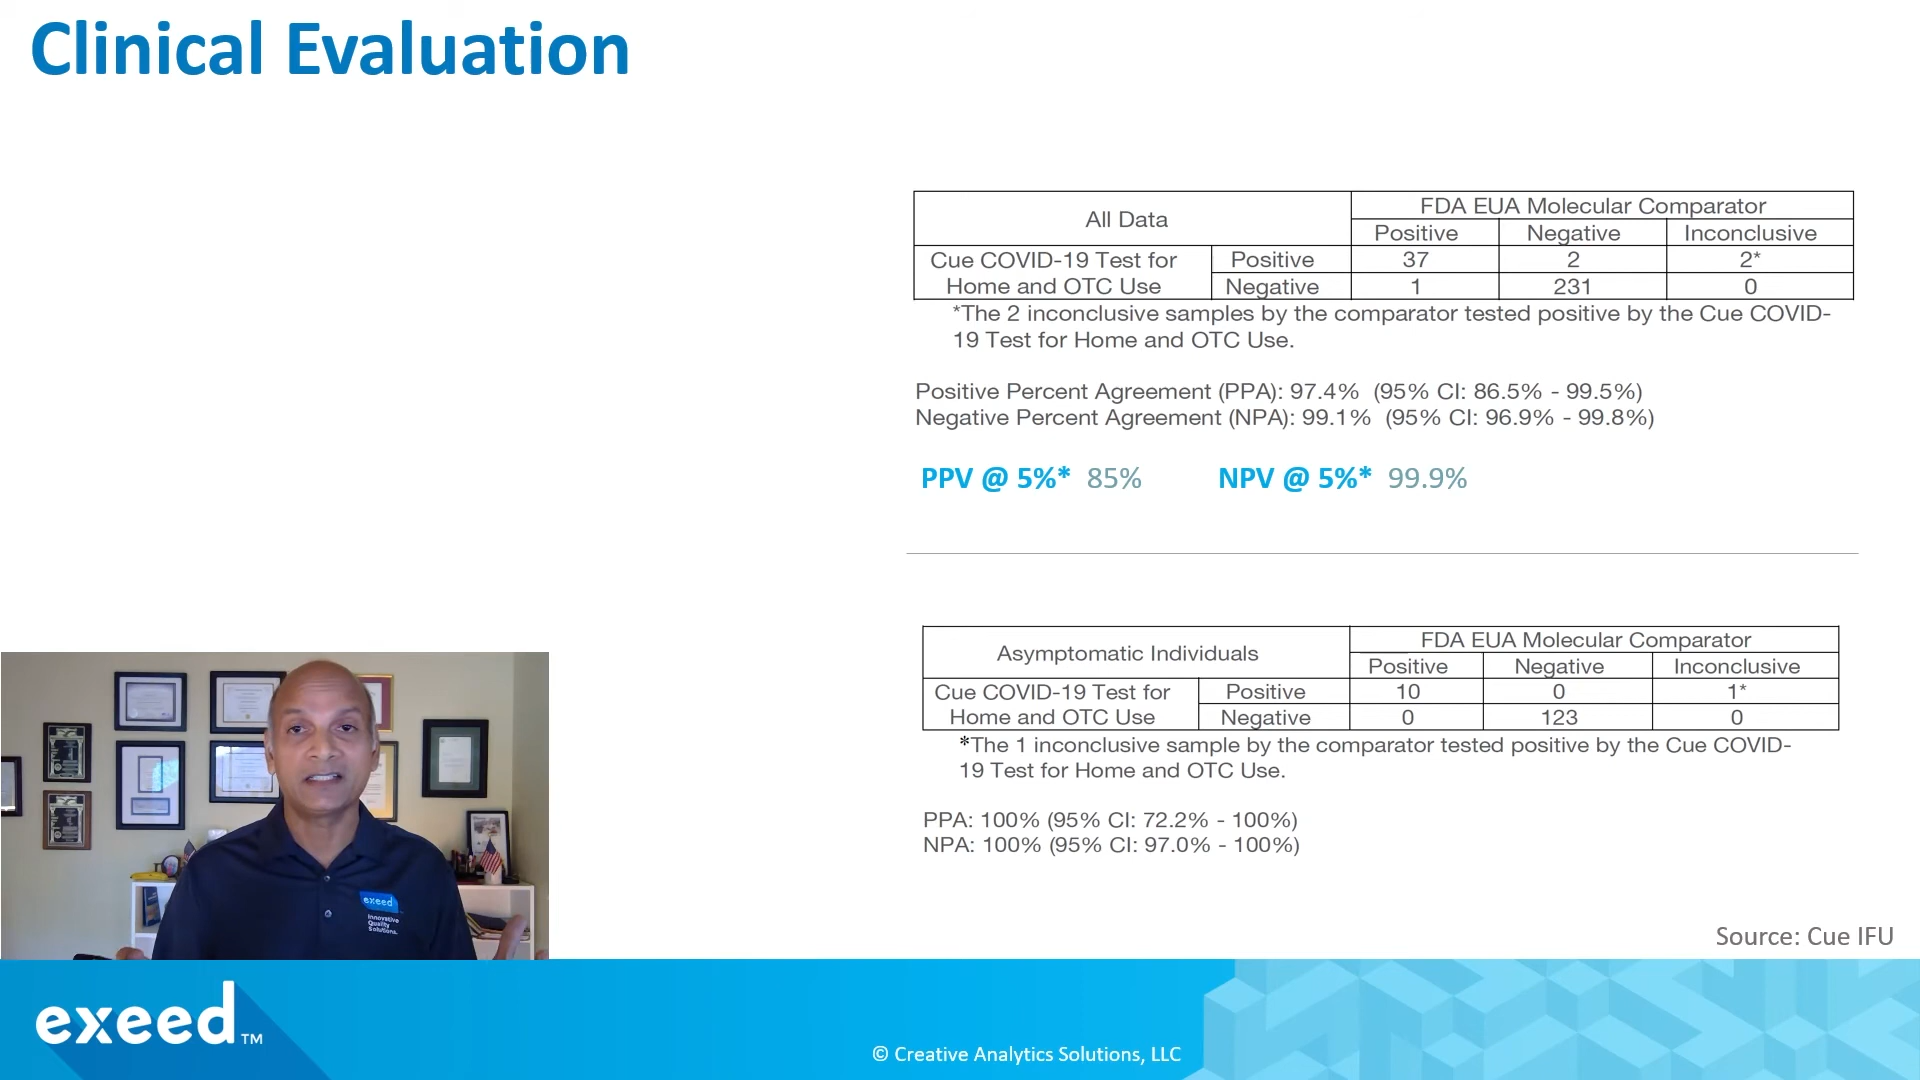 Clinical Evaluation
All Data
FDA EUA Molecular Comparator
Positive Negative Inconclusive
Cue COVID-19 Test for Positive 37 2 2*
Home and OTC Use Negative 1 231 0
*The 2 inconclusive samples by the comparator tested positive by the Cue COVID-
19 Test for Home and OTC Use.
Positive Percent Agreement (PPA): 97.4% (95% CI: 86.5% - 99.5%)
Negative Percent Agreement (NPA): 99.1% (95% CI: 96.9% - 99.8%)
PPV @ 5%* 85% NPV @ 5%* 99.9%
Asymptomatic Individuals
FDA EUA Molecular Comparator
Positive Negative Inconclusive
Cue COVID-19 Test for Positive 10 0 1*
Home and OTC Use Negative 0 123 0
*The 1 inconclusive sample by the comparator tested positive by the Cue COVID-
19 Test for Home and OTC Use.
PPA: 100% (95% CI: 72.2% - 100%)
NPA: 100% (95% CI: 97.0% - 100%)
exeed
Innovative
Quality
Solutions.
Source: Cue IFU
exeed™
© Creative Analytics Solutions, LLC